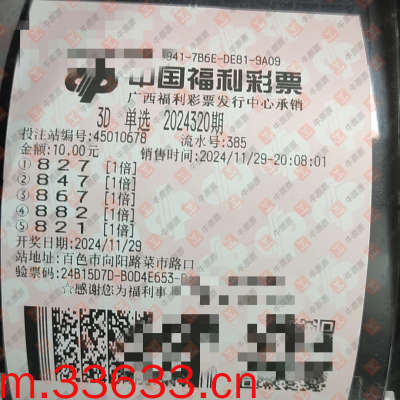 941-7B6E-DE81-9A09
中国福利彩票
广西福利彩票发行中心承销
3D 单选 2024320期
投注站编号:45010678 流水号:385
金额:10.00元 销售时间:2024/11/29-20:08:01
① 8 2 7 [1倍]
② 8 4 7 [1倍]
③ 8 6 7 [1倍]
④ 8 8 2 [1倍]
⑤ 8 2 1 [1倍]
开奖日期:2024/11/29
站地址:百色市向阳路菜市路口
验票码:24B15D7D-B0D4E653-
☆感谢您为福利事
m.33633.cn